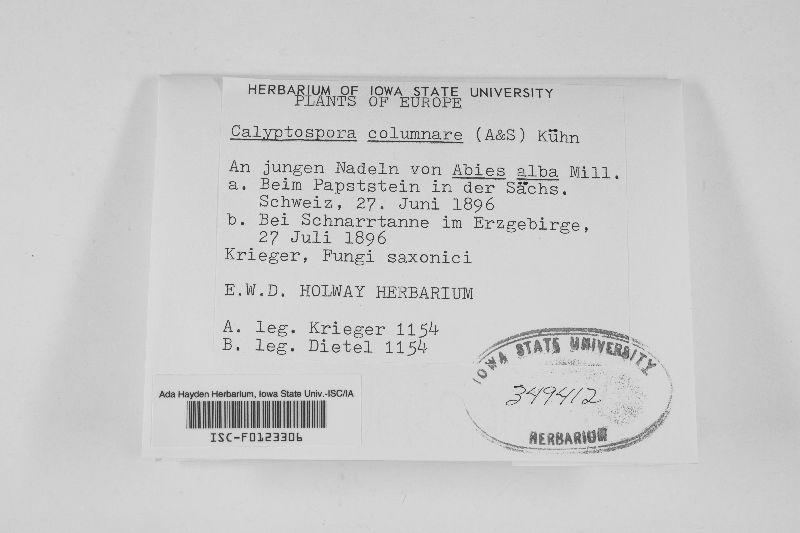 HERBARIUM OF IOWA STATE UNIVERSITY
PLANTS OF EUROPE
Calyptospora columnare (A&S) Kühn
An jungen Nadeln von Abies alba Mill.
a. Beim Papststein in der Sächs.
Schweiz, 27. Juni 1896
b. Bei Schnarrtanne im Erzgebirge,
27 Juli 1896
Krieger, Fungi saxonici
E.W.D. HOLWAY HERBARIUM
A. leg. Krieger 1154
B. leg. Dietel 1154
IOWA STATE UNIVERSITY
349412
HERBARIUM
Ada Hayden Herbarium, Iowa State Univ.-ISC/IA
ISC-F0123306